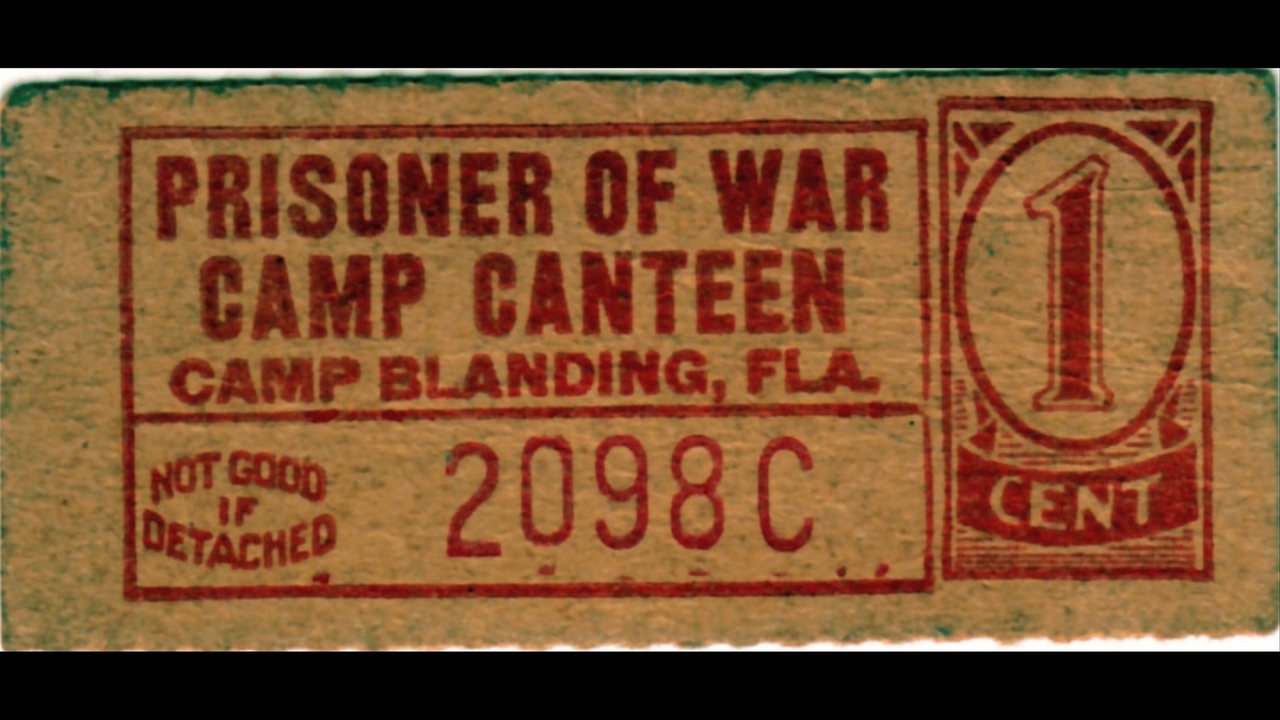 PRISONER OF WAR
CAMP CANTEEN
CAMP BLANDING, FLA.
NOT GOOD
IF
DETACHED
2098C
1
CENT